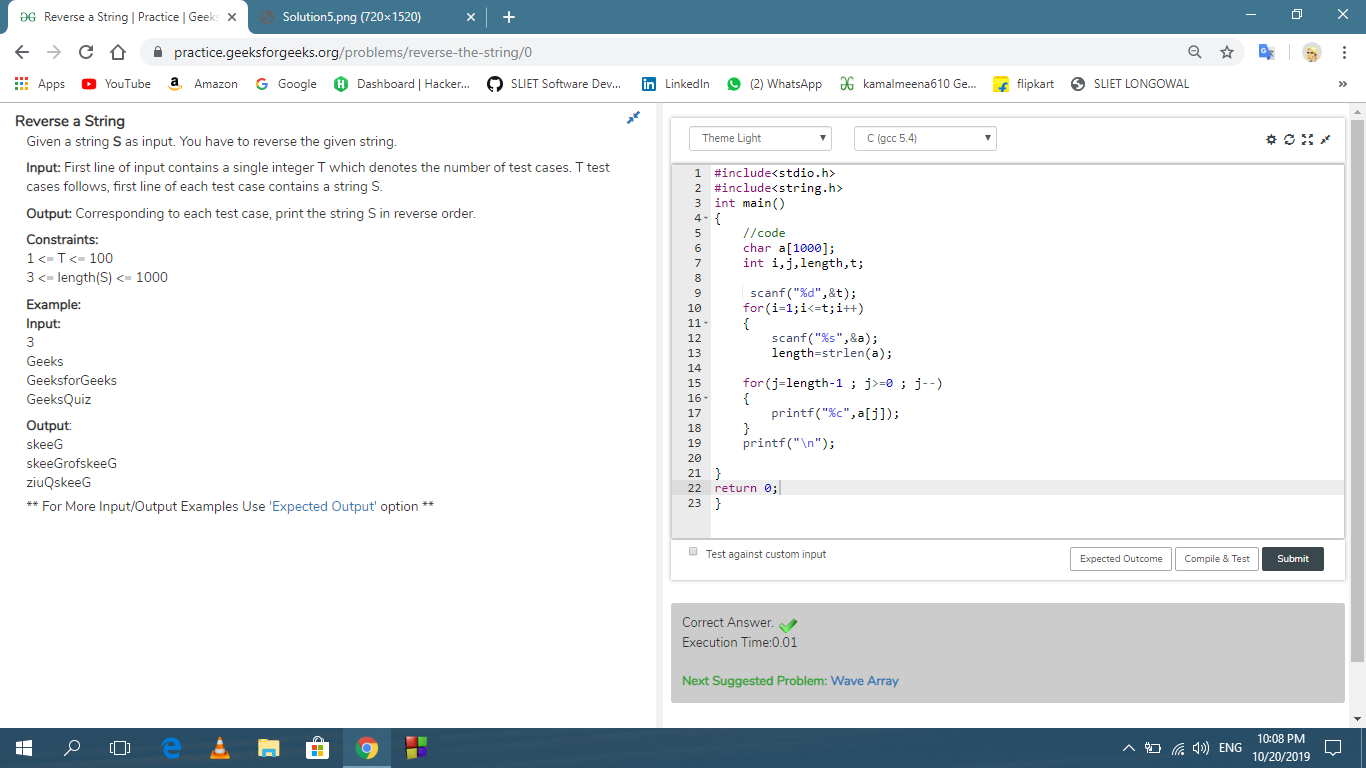 Reverse a String | Practice | Geeks
Solution5.png (720×1520)
practice.geeksforgeeks.org/problems/reverse-the-string/0
Apps YouTube Amazon Google Dashboard | Hacker... SLIET Software Dev... LinkedIn (2) WhatsApp kamalmeena610 Ge... flipkart SLIET LONGOWAL »
Reverse a String
Given a string S as input. You have to reverse the given string.
Input: First line of input contains a single integer T which denotes the number of test cases. T test
cases follows, first line of each test case contains a string S.
Output: Corresponding to each test case, print the string S in reverse order.
Constraints:
1 <= T <= 100
3 <= length(S) <= 1000
Example:
Input:
3
Geeks
GeeksforGeeks
GeeksQuiz
Output:
skeeG
skeeGrofskeeG
ziuQskeeG
** For More Input/Output Examples Use 'Expected Output' option **
Theme Light
C (gcc 5.4)
1 #include<stdio.h>
2 #include<string.h>
3 int main()
4 {
5 //code
6 char a[1000];
7 int i,j,length,t;
8
9 scanf("%d",&t);
10 for(i=1;i<=t;i++)
11 {
12 scanf("%s",&a);
13 length=strlen(a);
14
15 for(j=length-1 ; j>=0 ; j--)
16 {
17 printf("%c",a[j]);
18 }
19 printf("\n");
20
21 }
22 return 0;
23 }
Test against custom input
Expected Outcome
Compile & Test
Submit
Correct Answer.
Execution Time:0.01
Next Suggested Problem: Wave Array
ENG
10:08 PM
10/20/2019